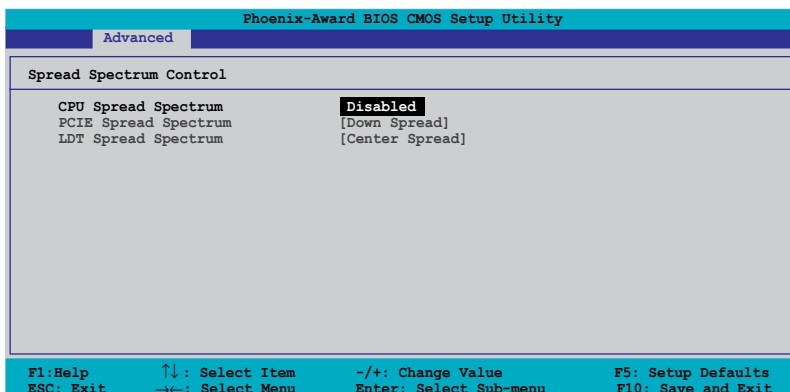 Phoenix-Award BIOS CMOS Setup Utility
Advanced
Spread Spectrum Control
CPU Spread Spectrum Disabled
PCIE Spread Spectrum [Down Spread]
LDT Spread Spectrum [Center Spread]
F1:Help ↑↓ : Select Item -/+: Change Value F5: Setup Defaults
ESC: Exit →←: Select Menu Enter: Select Sub-menu F10: Save and Exit